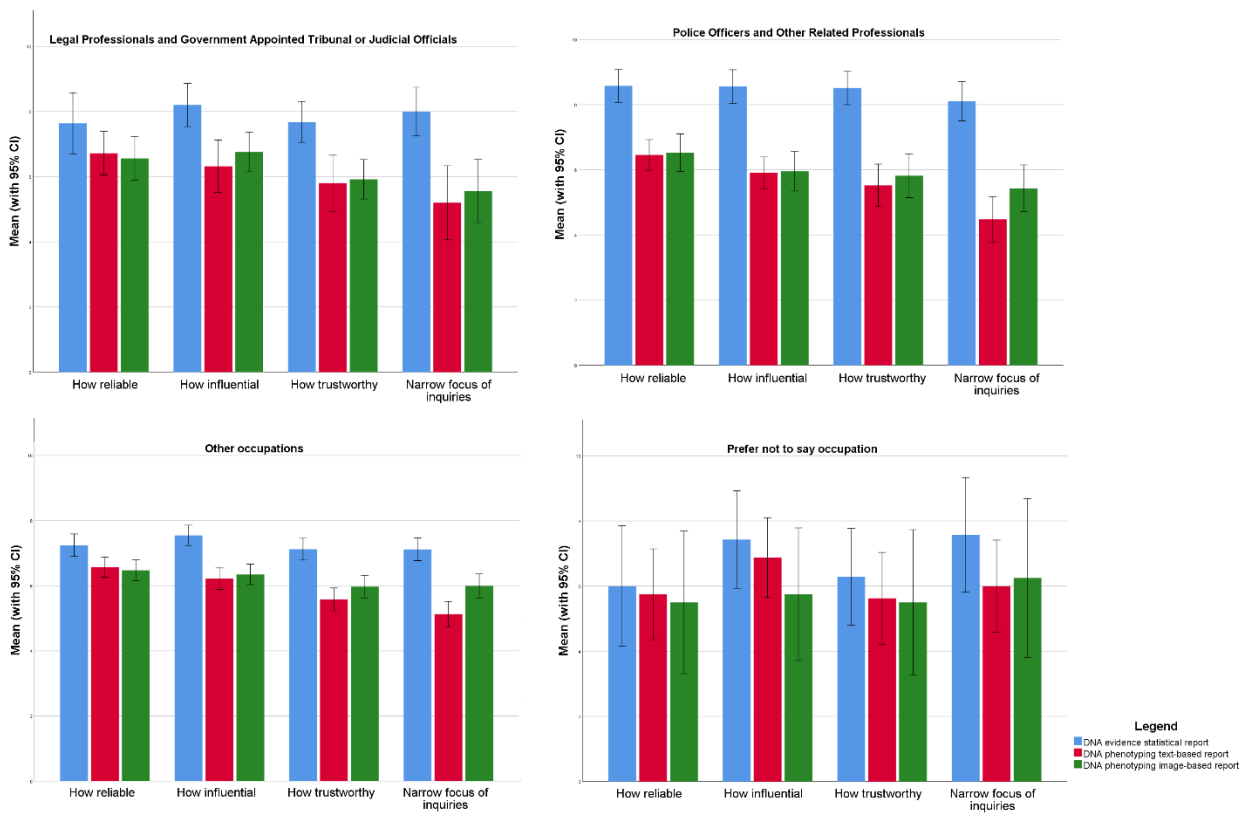 Legal Professionals and Government Appointed Tribunal or Judicial Officials
Mean (with 95% CI)
How reliable
How influential
How trustworthy
Narrow focus of
inquiries
Police Officers and Other Related Professionals
Mean (with 95% CI)
How reliable
How influential
How trustworthy
Narrow focus of
inquiries
Other occupations
Mean (with 95% CI)
How reliable
How influential
How trustworthy
Narrow focus of
inquiries
Prefer not to say occupation
Mean (with 95% CI)
How reliable
How influential
How trustworthy
Narrow focus of
inquiries
Legend
DNA evidence statistical report
DNA phenotyping text-based report
DNA phenotyping image-based report